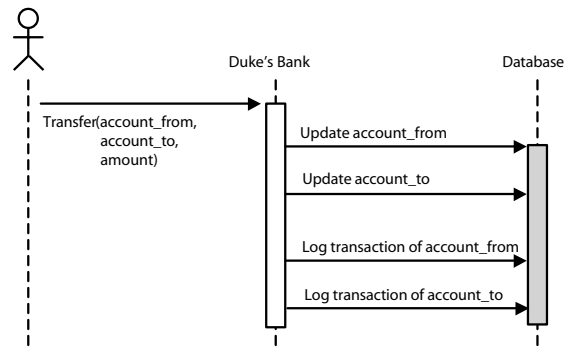 Duke's Bank
Database
Transfer(account_from,
account_to,
amount)
Update account_from
Update account_to
Log transaction of account_from
Log transaction of account_to